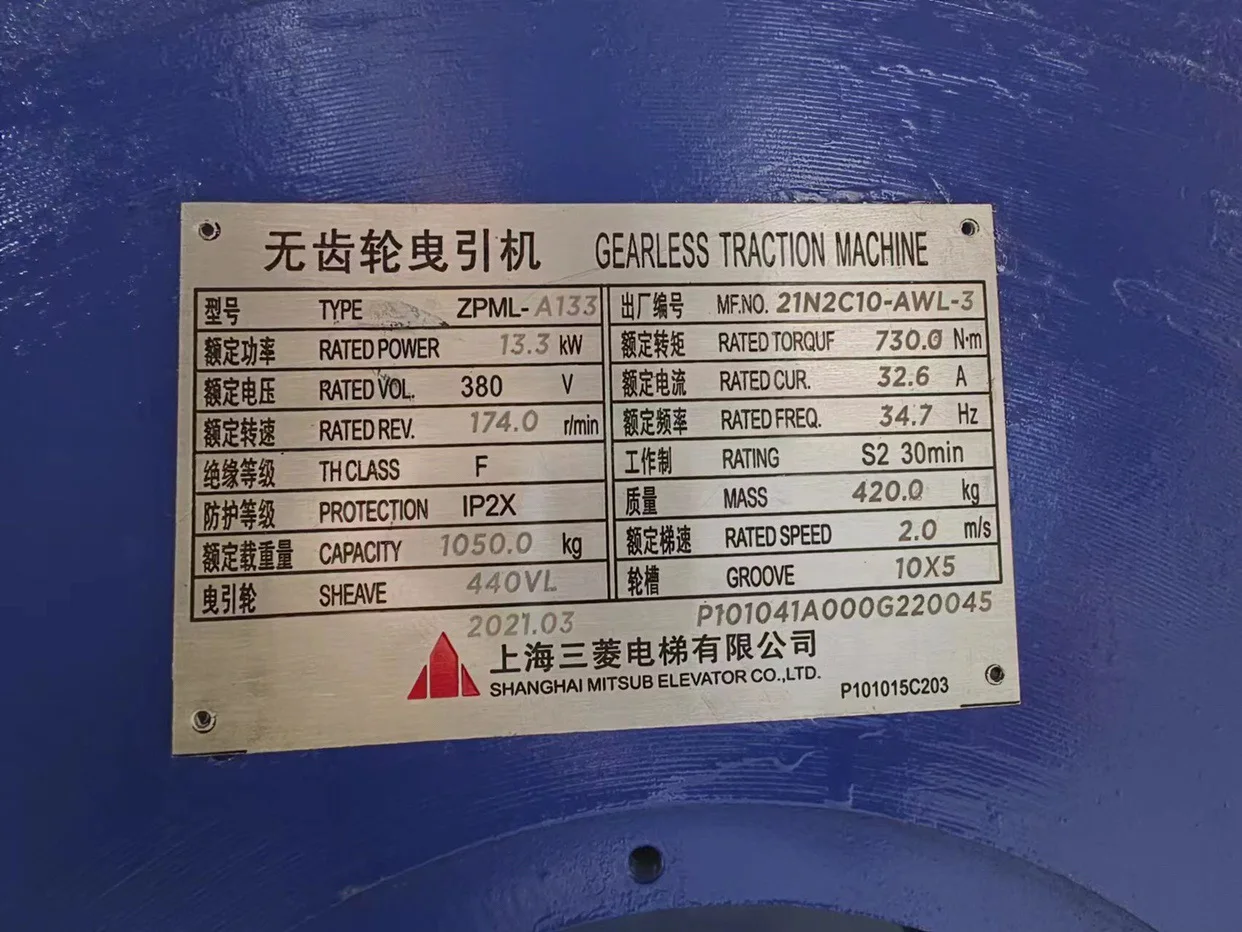 无齿轮曳引机 GEARLESS TRACTION MACHINE
型号 TYPE ZPML-A133 出厂编号 MF.NO. 21N2C10-AWL-3
额定功率 RATED POWER 13.3 kW 额定转矩 RATED TORQUF 730.0 N·m
额定电压 RATED VOL. 380 V 额定电流 RATED CUR. 32.6 A
额定转速 RATED REV. 174.0 r/min 额定频率 RATED FREQ. 34.7 Hz
绝缘等级 TH CLASS F 工作制 RATING S2 30min
防护等级 PROTECTION IP2X 质量 MASS 420.0 kg
额定载重量 CAPACITY 1050.0 kg 额定梯速 RATED SPEED 2.0 m/s
曳引轮 SHEAVE 440VL 轮槽 GROOVE 10X5
2021.03 P101041A000G220045
上海三菱电梯有限公司
SHANGHAI MITSUB ELEVATOR CO.,LTD. P101015C203